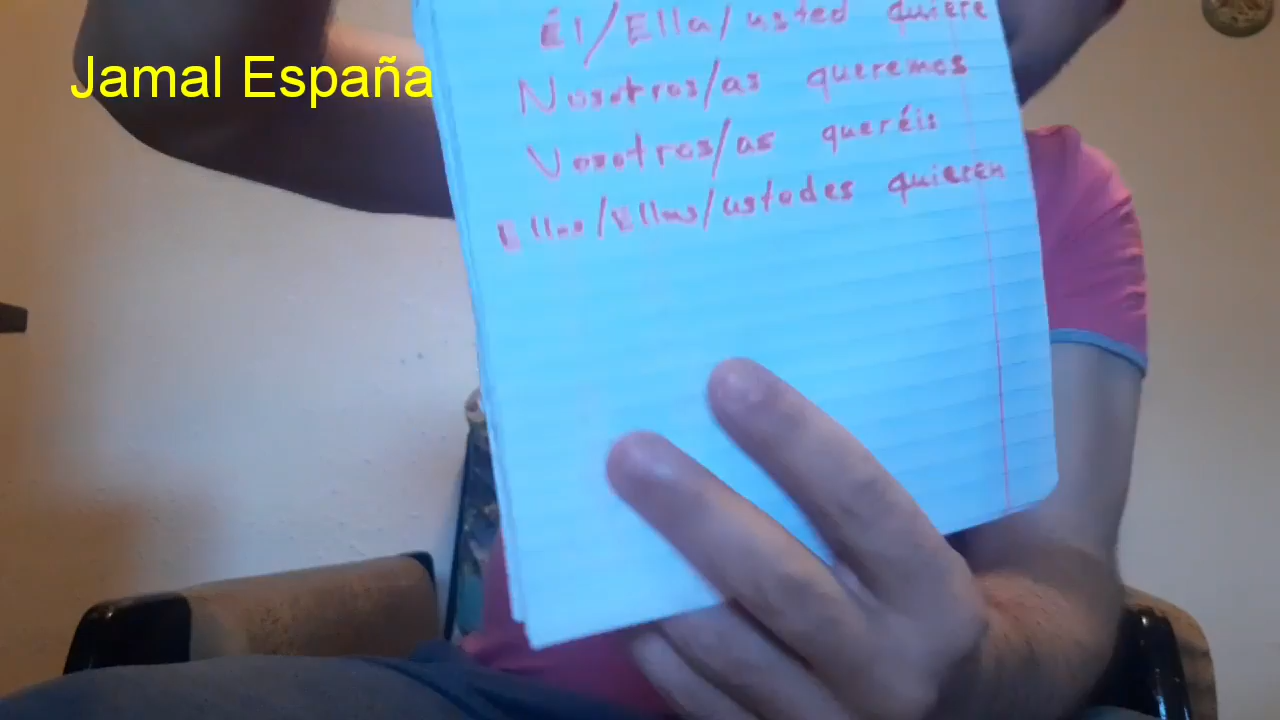 Jamal España
Él/Ella/usted quiere
Nosotros/as queremos
Vosotros/as queréis
Ellos/Ellas/ustedes quieren